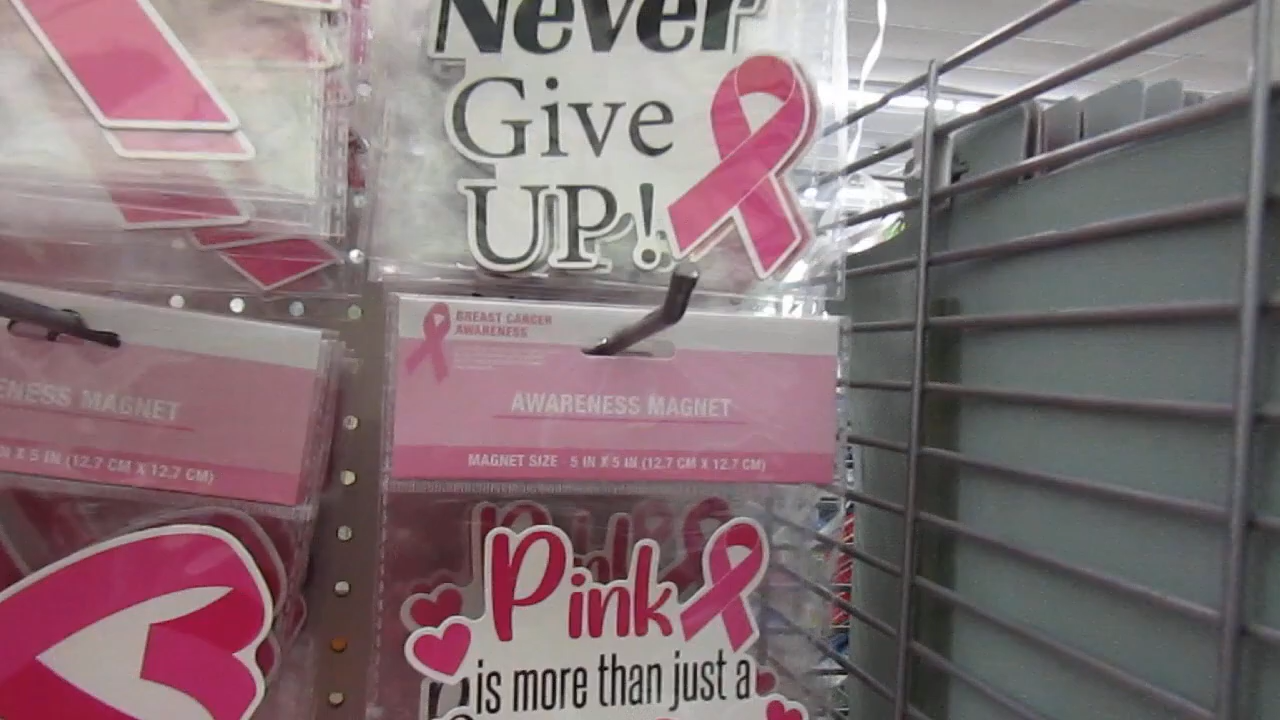 Never
Give
UP!
BREAST CANCER
AWARENESS
AWARENESS MAGNET
MAGNET SIZE 5 IN X 5 IN (12.7 CM X 12.7 CM)
MAGNET
X 5 IN (12.7 CM X 12.7 CM)
Pink
is more than just a